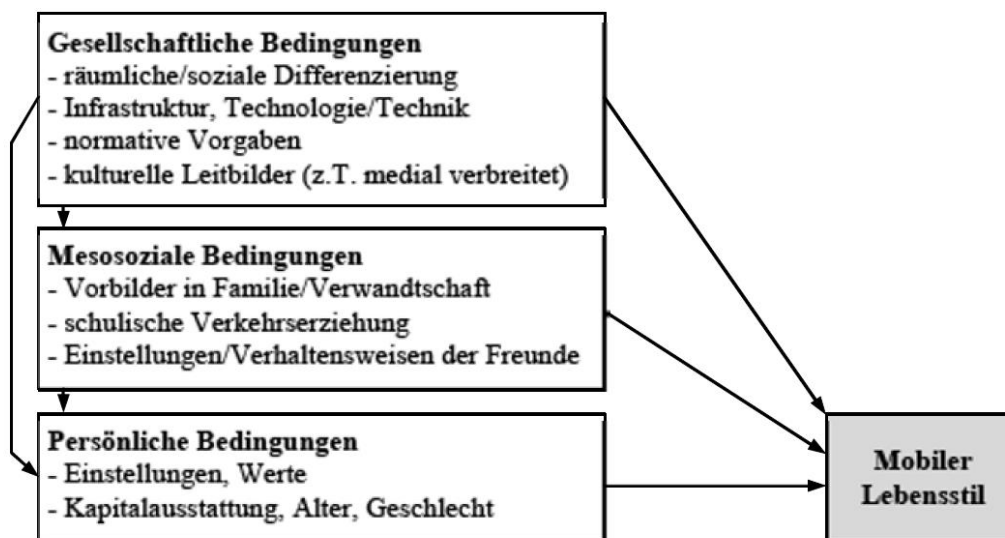 Gesellschaftliche Bedingungen
- räumliche/soziale Differenzierung
- Infrastruktur, Technologie/Technik
- normative Vorgaben
- kulturelle Leitbilder (z.T. medial verbreitet)
Mesosoziale Bedingungen
- Vorbilder in Familie/Verwandtschaft
- schulische Verkehrserziehung
- Einstellungen/Verhaltensweisen der Freunde
Persönliche Bedingungen
- Einstellungen, Werte
- Kapitalausstattung, Alter, Geschlecht
Mobiler
Lebensstil